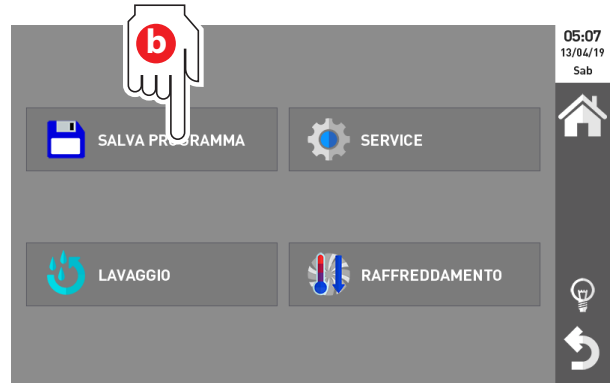 b
05:07
13/04/19
Sab
SALVA PROGRAMMA
SERVICE
LAVAGGIO
RAFFREDDAMENTO